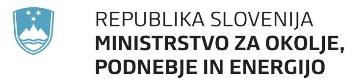 REPUBLIKA SLOVENIJA
MINISTRSTVO ZA OKOLJE,
PODNEBJE IN ENERGIJO